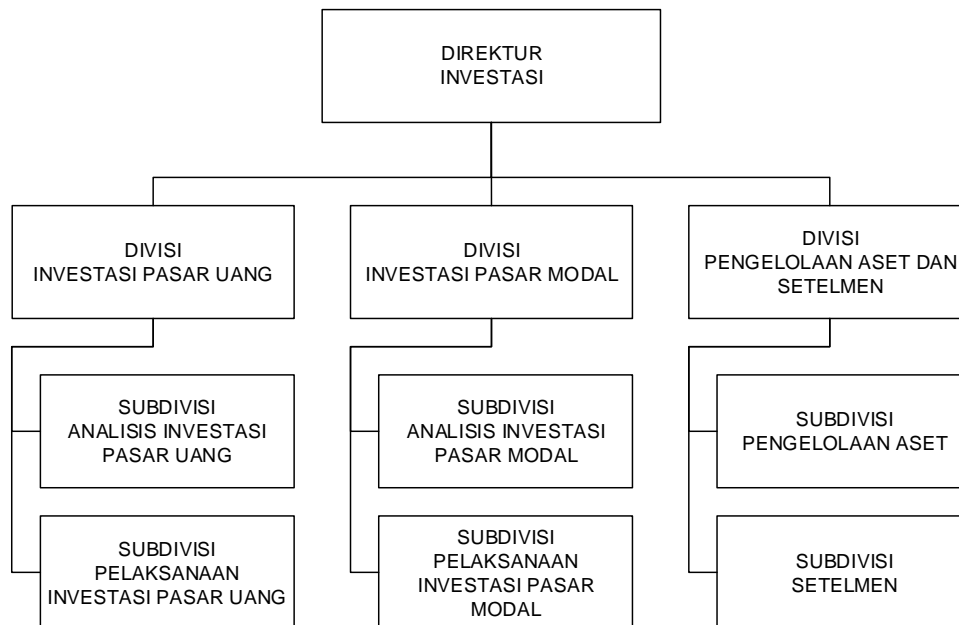 DIREKTUR
INVESTASI
DIVISI
INVESTASI PASAR UANG
DIVISI
INVESTASI PASAR MODAL
DIVISI
PENGELOLAAN ASET DAN
SETELMEN
SUBDIVISI
ANALISIS INVESTASI
PASAR UANG
SUBDIVISI
ANALISIS INVESTASI
PASAR MODAL
SUBDIVISI
PENGELOLAAN ASET
SUBDIVISI
PELAKSANAAN
INVESTASI PASAR UANG
SUBDIVISI
PELAKSANAAN
INVESTASI PASAR
MODAL
SUBDIVISI
SETELMEN